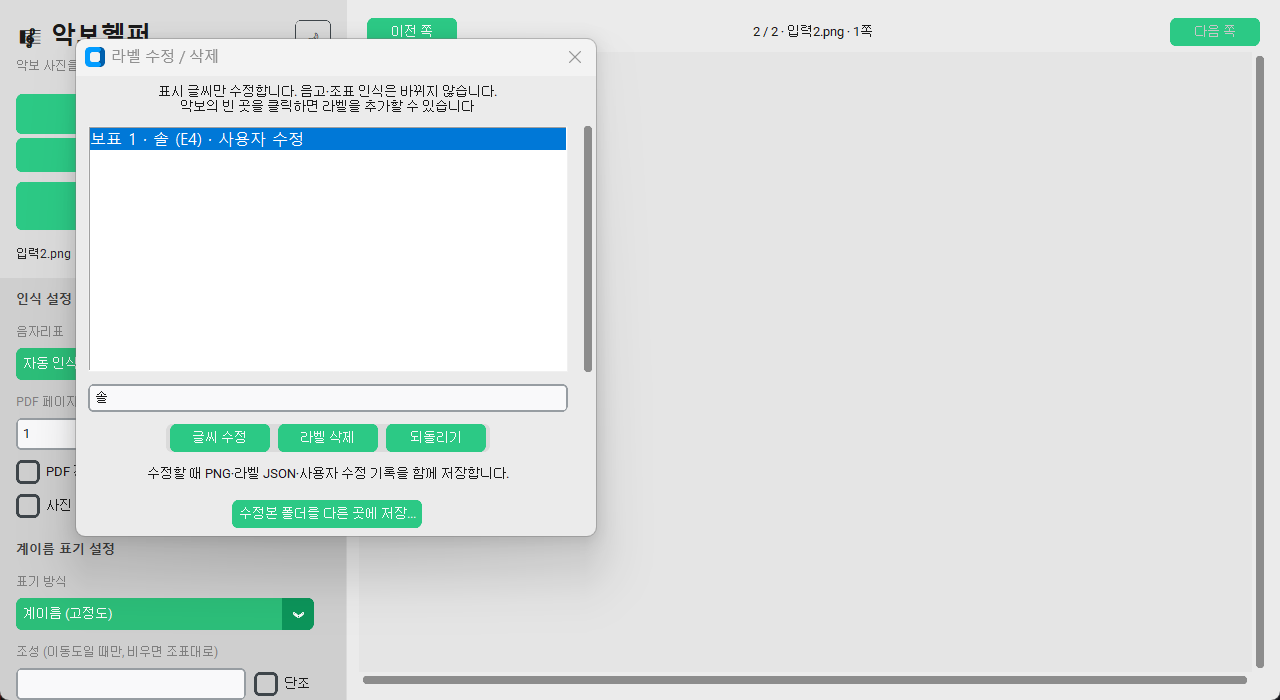 악보헬퍼
이전 쪽
2 / 2 · 입력2.png · 1쪽
다음 쪽
악보 사진을
라벨 수정 / 삭제
표시 글씨만 수정합니다. 음고·조표 인식은 바뀌지 않습니다.
악보의 빈 곳을 클릭하면 라벨을 추가할 수 있습니다
보표 1 · 솔 (E4) · 사용자 수정
솔
글씨 수정
라벨 삭제
되돌리기
수정할 때 PNG·라벨 JSON·사용자 수정 기록을 함께 저장합니다.
수정본 폴더를 다른 곳에 저장...
입력2.png
인식 설정
음자리표
자동 인식
PDF 페이지
1
PDF
사진
계이름 표기 설정
표기 방식
계이름 (고정도)
조성 (이동도일 때만, 비우면 조표대로)
단조